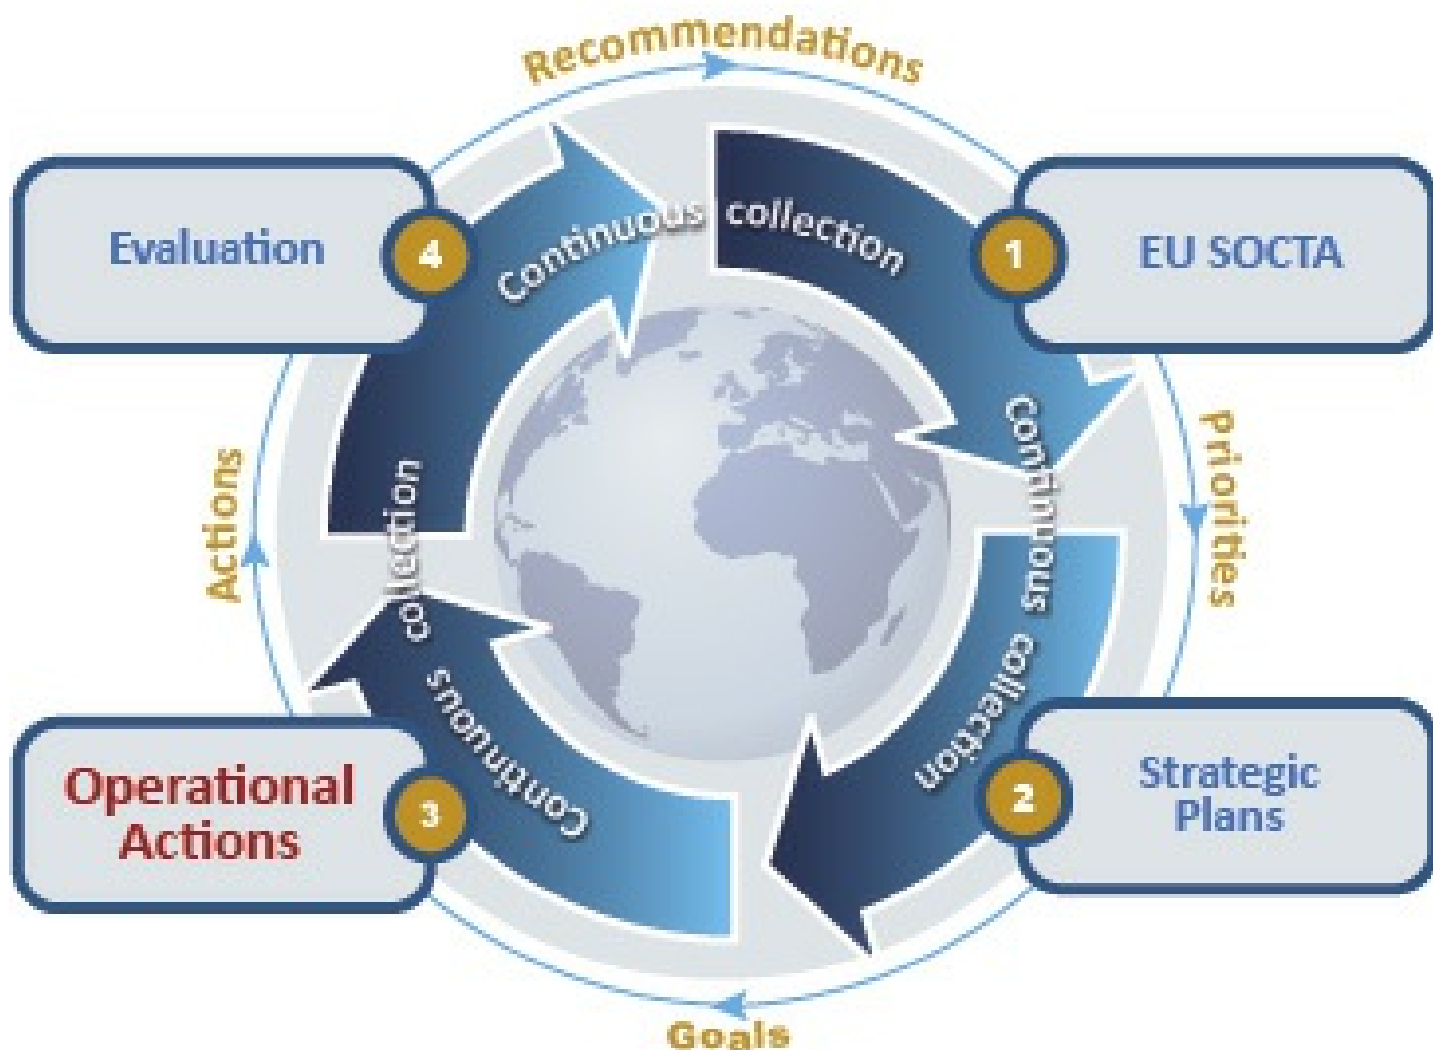 Recommendations
Evaluation
4
Continuous collection
1
EU SOCTA
Priorities
Continuous collection
Strategic
Plans
2
Goals
Operational
Actions
3
Continuous collection
Actions